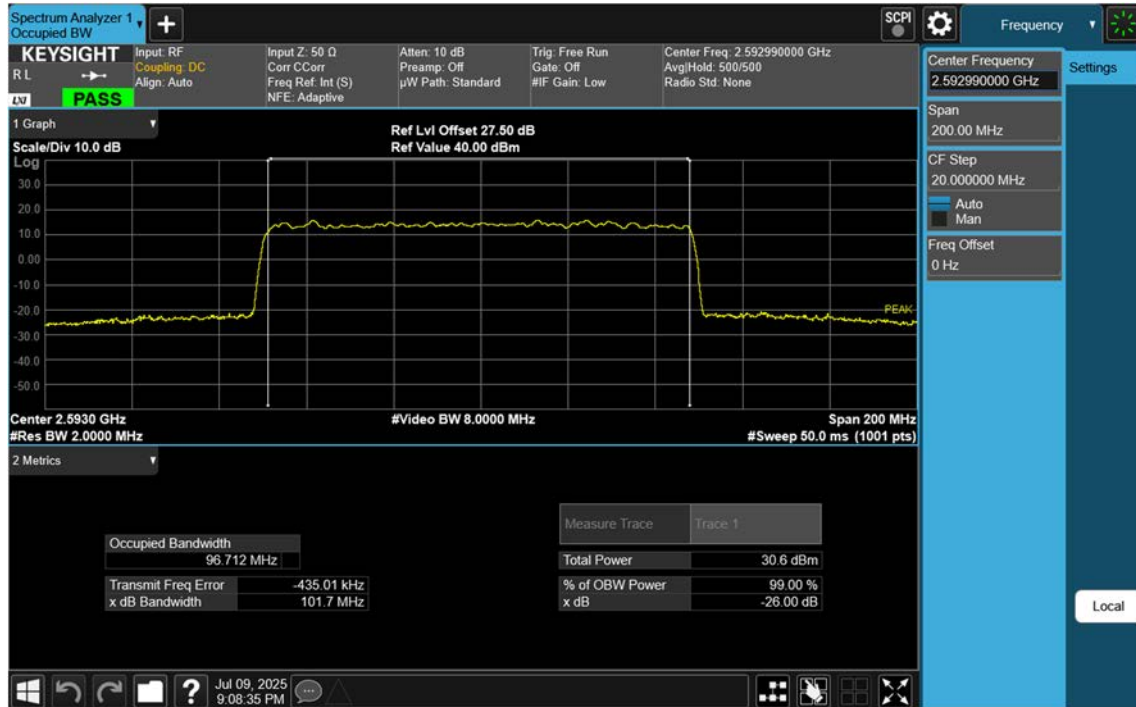 Spectrum Analyzer 1
Occupied BW
SCPI
Frequency
KEYSIGHT
R L
LXI
PASS
Input: RF
Coupling: DC
Align: Auto
Input Z: 50 Ω
Corr CCorr
Freq Ref: Int (S)
NFE: Adaptive
Atten: 10 dB
Preamp: Off
µW Path: Standard
Trig: Free Run
Gate: Off
#IF Gain: Low
Center Freq: 2.592990000 GHz
Avg|Hold: 500/500
Radio Std: None
Center Frequency
2.592990000 GHz
Settings
Span
200.00 MHz
CF Step
20.000000 MHz
Auto
Man
Freq Offset
0 Hz
Local
1 Graph
Scale/Div 10.0 dB
Ref Lvl Offset 27.50 dB
Ref Value 40.00 dBm
Log
30.0
20.0
10.0
0.00
-10.0
-20.0
-30.0
-40.0
-50.0
PEAK
Center 2.5930 GHz
#Video BW 8.0000 MHz
Span 200 MHz
#Res BW 2.0000 MHz
#Sweep 50.0 ms (1001 pts)
2 Metrics
Measure Trace Trace 1
Occupied Bandwidth
96.712 MHz
Total Power 30.6 dBm
Transmit Freq Error -435.01 kHz
% of OBW Power 99.00 %
x dB Bandwidth 101.7 MHz
x dB -26.00 dB
?
Jul 09, 2025
9:08:35 PM